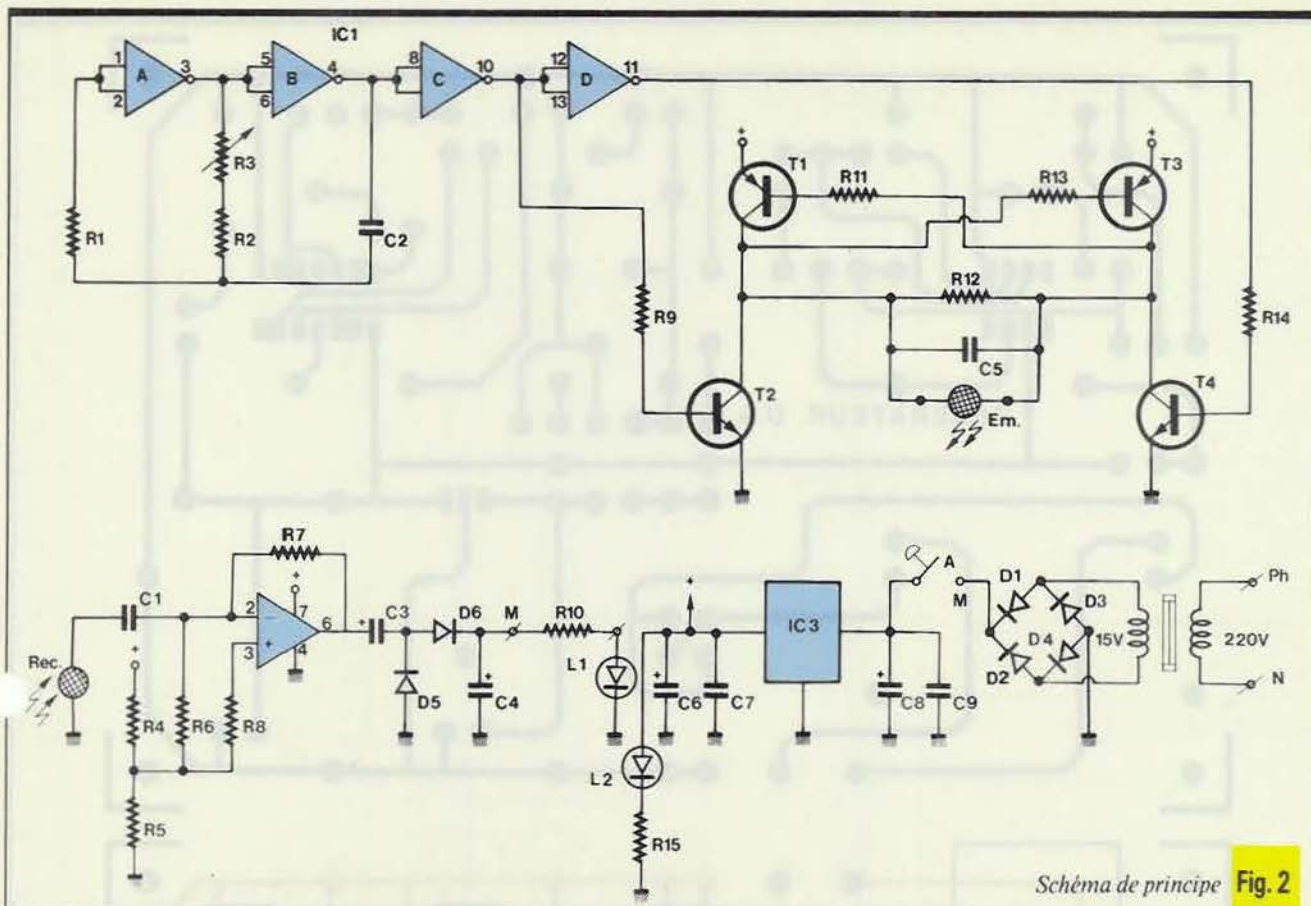 IC1
1
2
A
3
5
6
B
4
8
C
10
12
13
D
11
R1
R3
R2
C2
R9
+
T1
R11
R13
+
T3
R12
C5
Em.
T2
T4
R14
R7
C1
Rec.
+
R4
R5
R6
R8
2
-
3
+
+
7
6
4
+
C3
D5
D6
C4
+
M
R10
L1
+
L2
R15
+
C6
C7
IC3
+
C8
C9
A
M
D1
D2
D3
D4
15V
220V
Ph
N
Schéma de principe Fig. 2